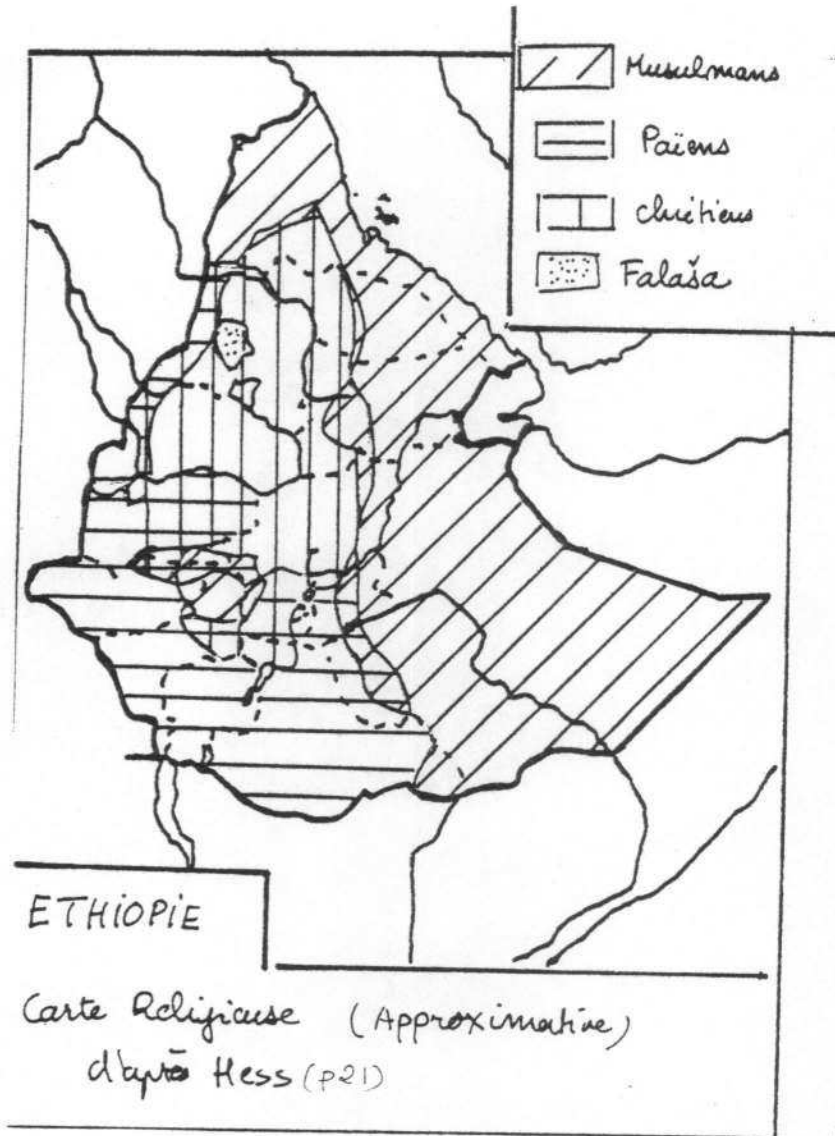 Musulmans
Païens
chrétiens
Falaša
ETHiOPiE
Carte Religieuse (Approximative)
d'après Hess (p21)